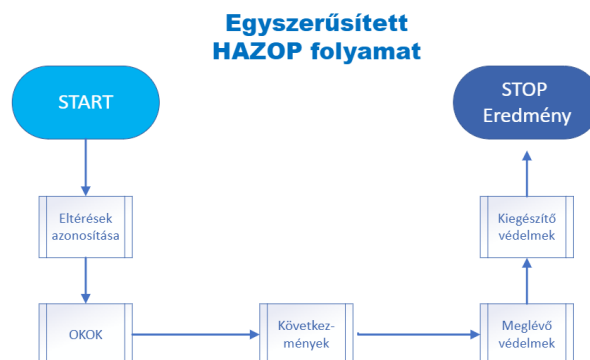 Egyszerűsített
HAZOP folyamat
START
STOP
Eredmény
Eltérések
azonosítása
Kiegészítő
védelmek
OKOK
Következ-
mények
Meglévő
védelmek